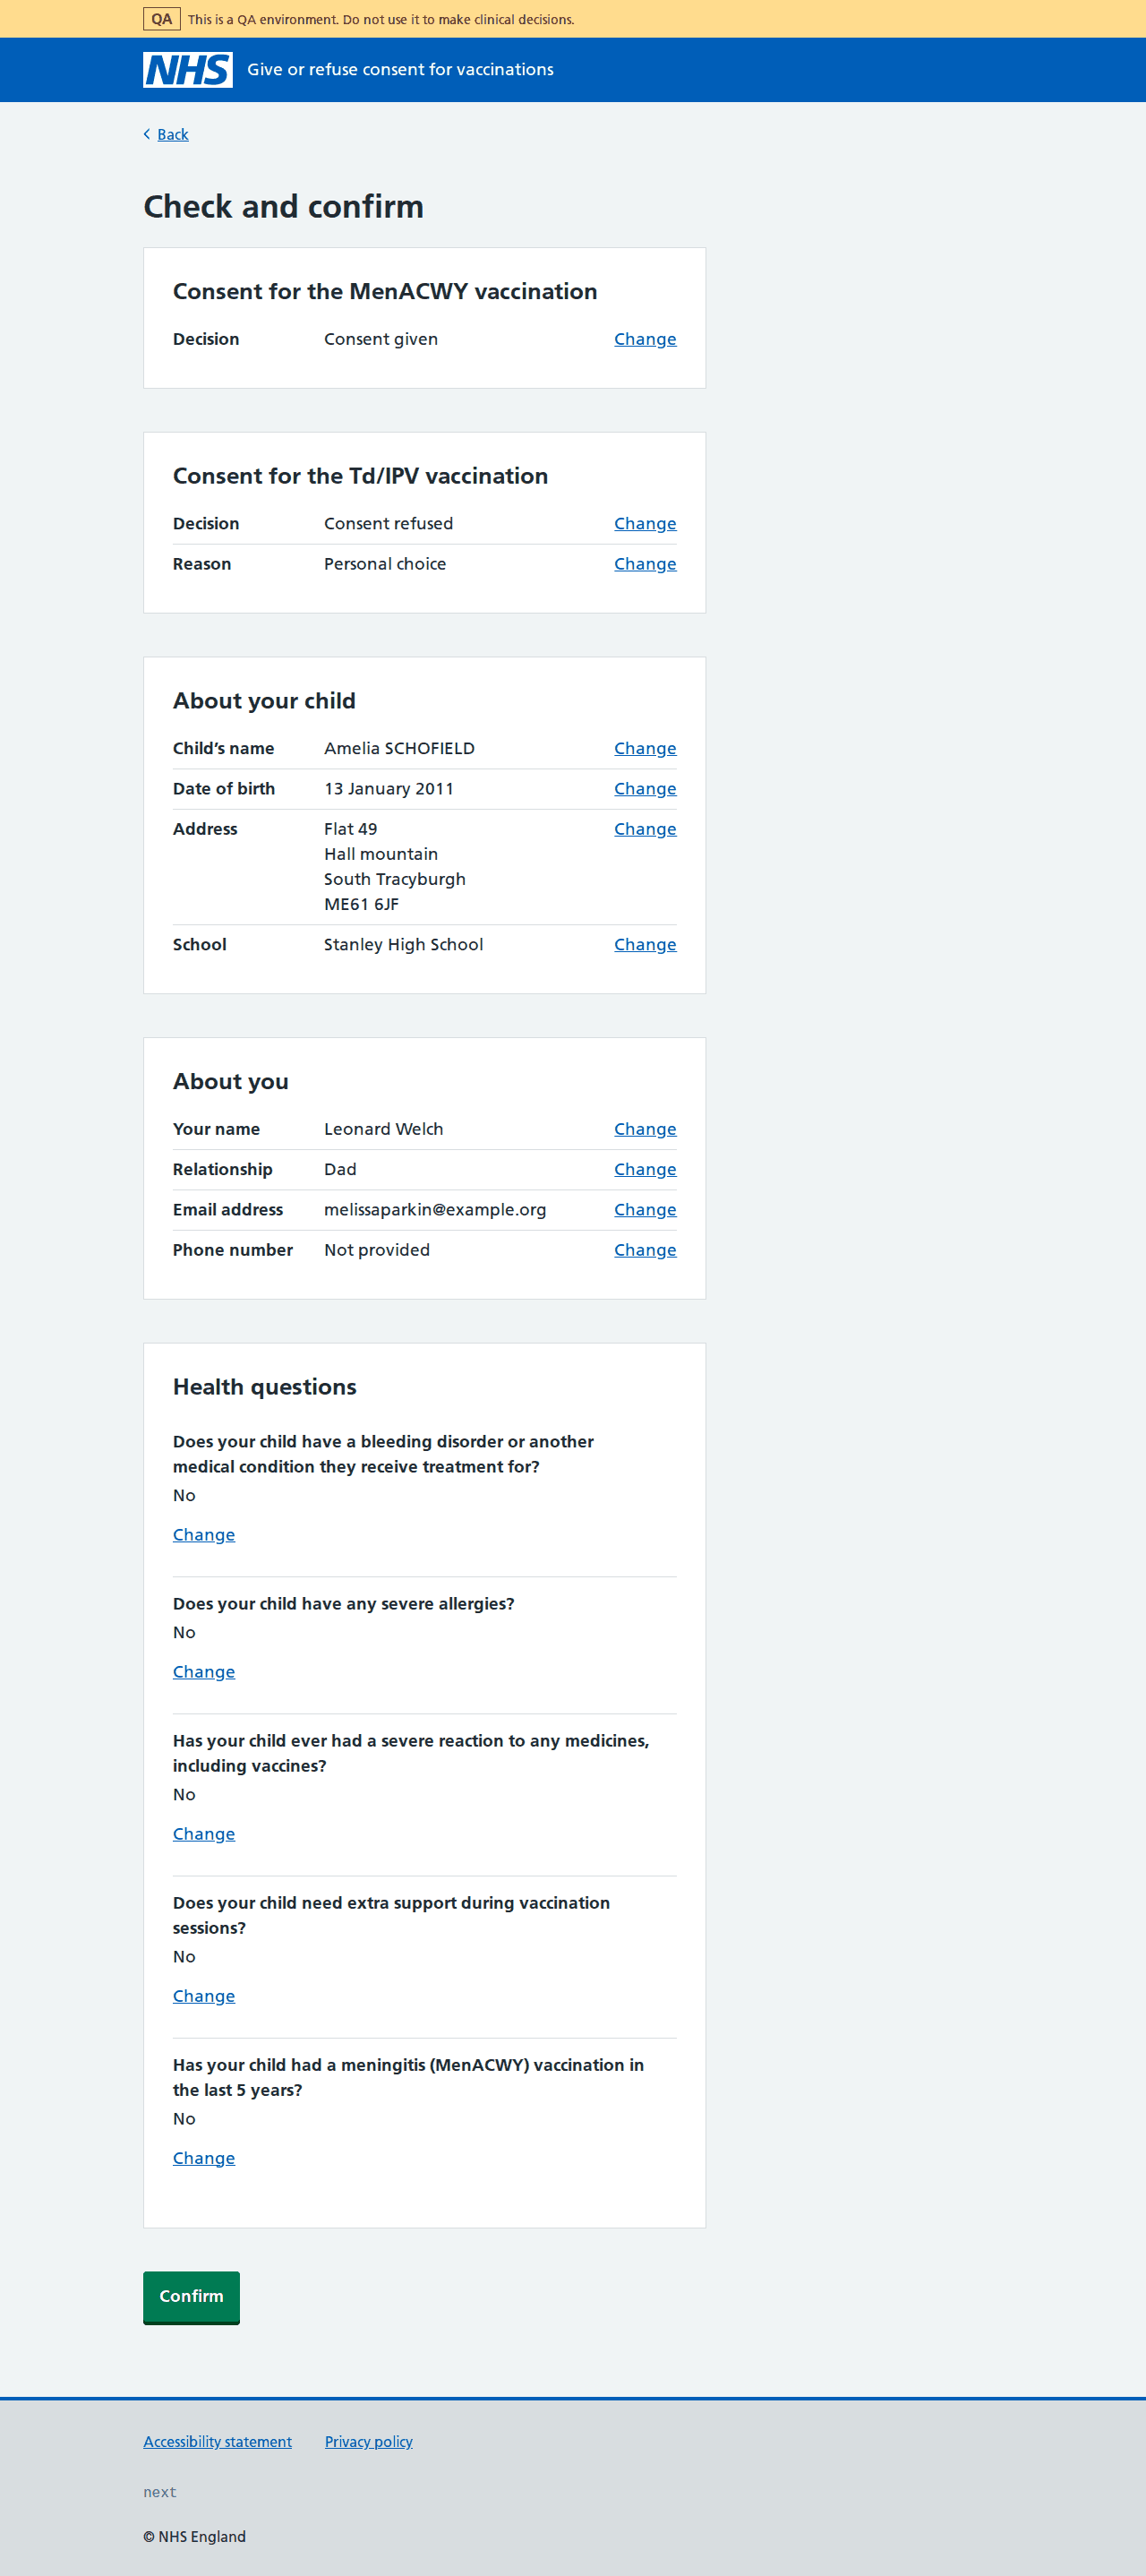 QA This is a QA environment. Do not use it to make clinical decisions.
NHS Give or refuse consent for vaccinations
Back
Check and confirm
Consent for the MenACWY vaccination
Decision Consent given Change
Consent for the Td/IPV vaccination
Decision Consent refused Change
Reason Personal choice Change
About your child
Child’s name Amelia SCHOFIELD Change
Date of birth 13 January 2011 Change
Address Flat 49 Change
Hall mountain
South Tracyburgh
ME61 6JF
School Stanley High School Change
About you
Your name Leonard Welch Change
Relationship Dad Change
Email address melissaparkin@example.org Change
Phone number Not provided Change
Health questions
Does your child have a bleeding disorder or another
medical condition they receive treatment for?
No
Change
Does your child have any severe allergies?
No
Change
Has your child ever had a severe reaction to any medicines,
including vaccines?
No
Change
Does your child need extra support during vaccination
sessions?
No
Change
Has your child had a meningitis (MenACWY) vaccination in
the last 5 years?
No
Change
Confirm
Accessibility statement Privacy policy
next
© NHS England